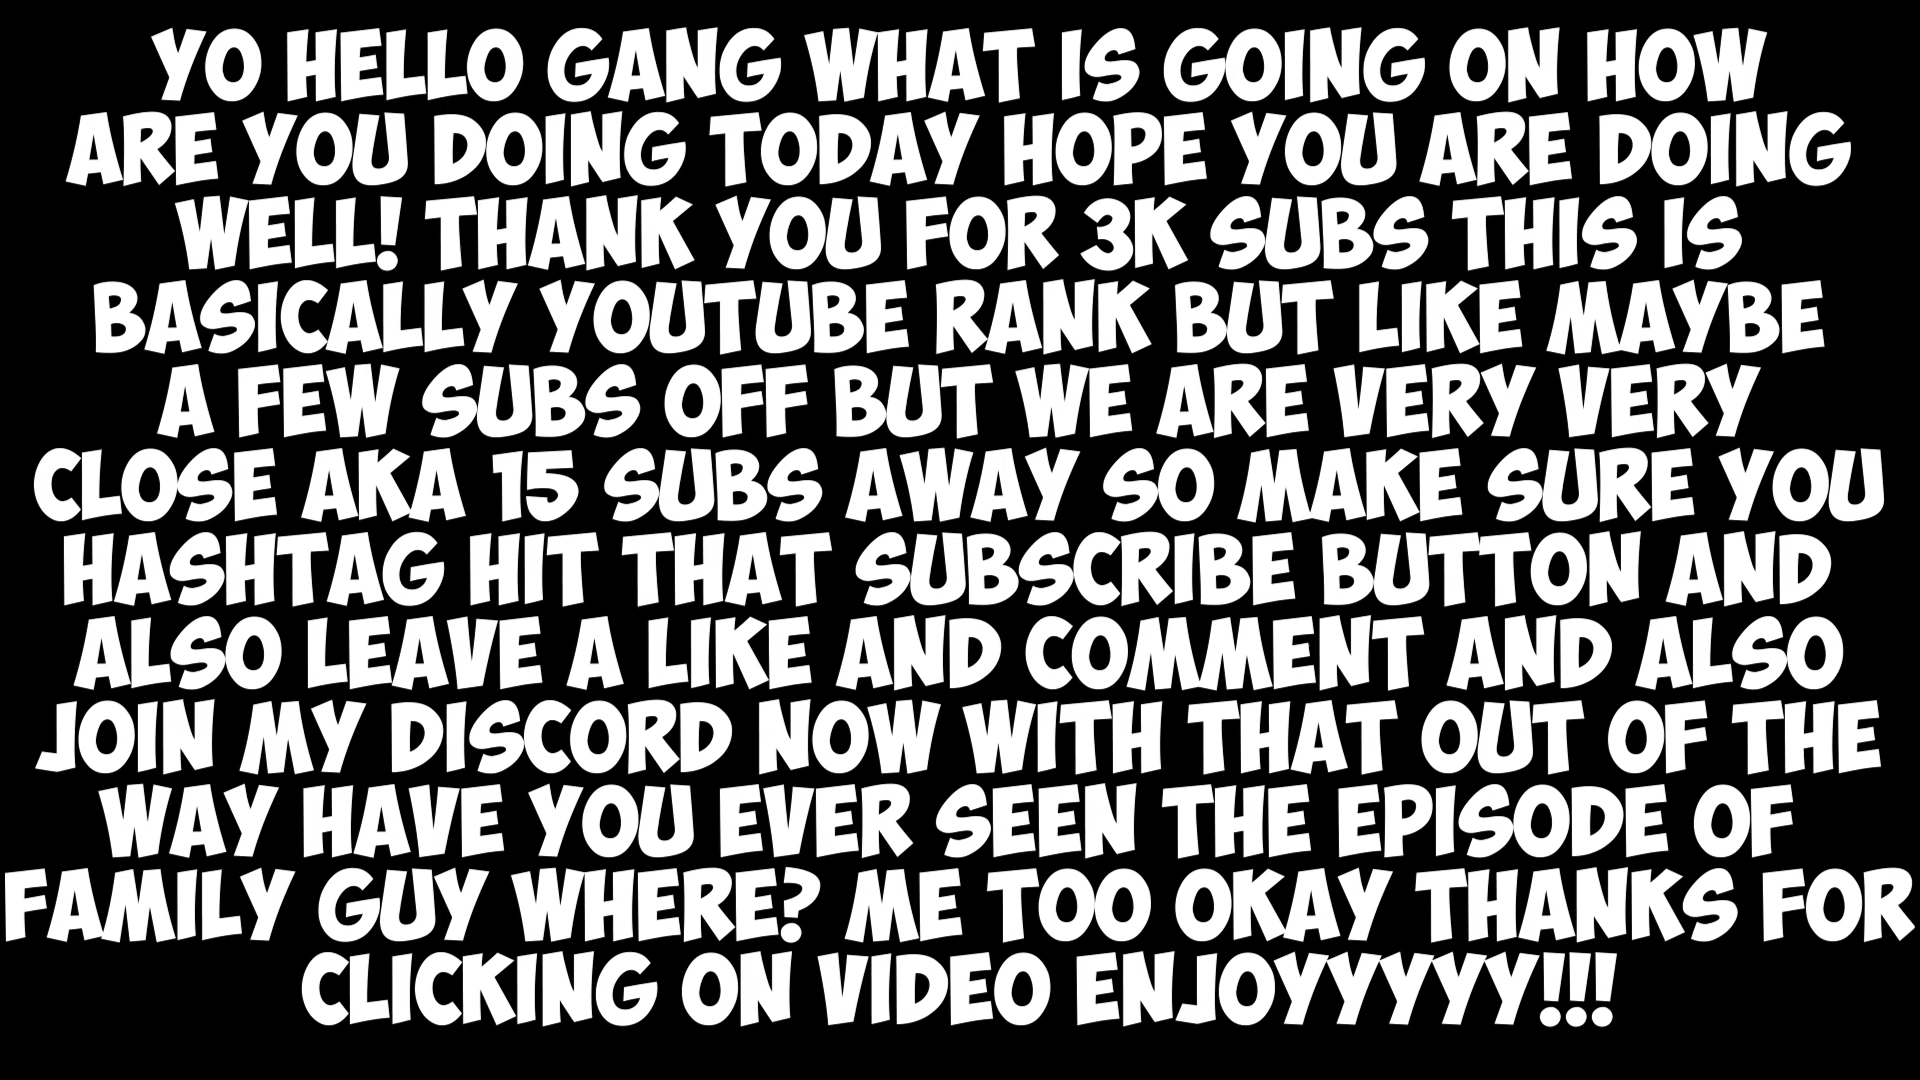 YO HELLO GANG WHAT IS GOING ON HOW
ARE YOU DOING TODAY HOPE YOU ARE DOING
WELL! THANK YOU FOR 3K SUBS THIS IS
BASICALLY YOUTUBE RANK BUT LIKE MAYBE
A FEW SUBS OFF BUT WE ARE VERY VERY
CLOSE AKA 15 SUBS AWAY SO MAKE SURE YOU
HASHTAG HIT THAT SUBSCRIBE BUTTON AND
ALSO LEAVE A LIKE AND COMMENT AND ALSO
JOIN MY DISCORD NOW WITH THAT OUT OF THE
WAY HAVE YOU EVER SEEN THE EPISODE OF
FAMILY GUY WHERE? ME TOO OKAY THANKS FOR
CLICKING ON VIDEO ENJOYYYYYY!!!